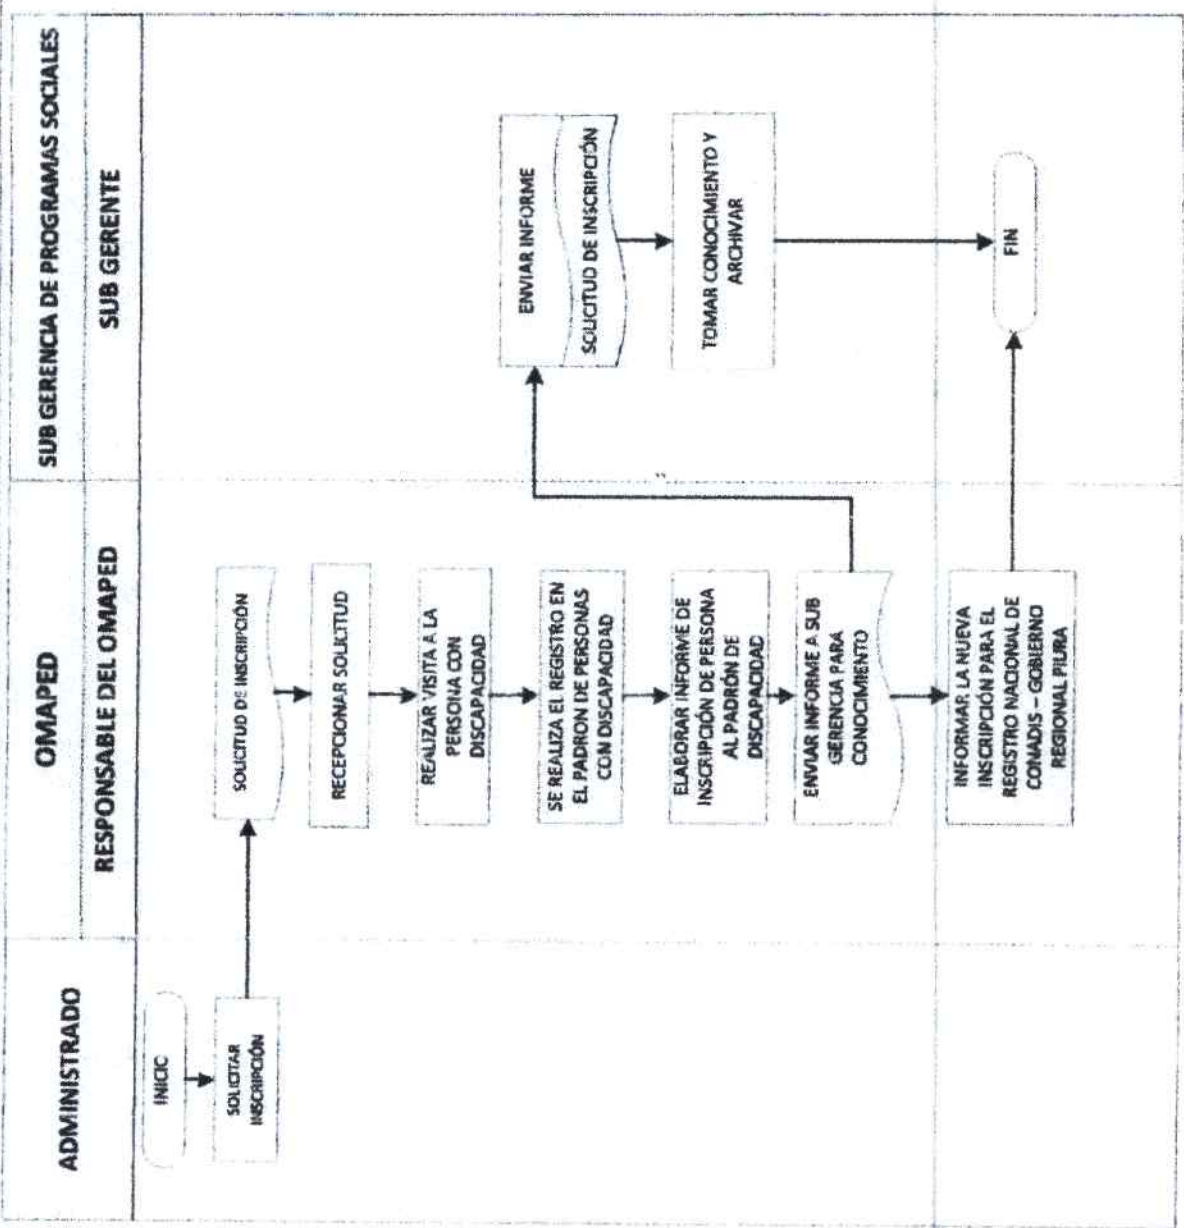 ADMINISTRADO
OMAPED
SUB GERENCIA DE PROGRAMAS SOCIALES
RESPONSABLE DEL OMAPED
SUB GERENTE
INICIC
SOLICITAR
INSCRIPCIÓN
SOLICITUD DE INSCRIPCIÓN
RECEPCIONAR SOLICITUD
REALIZAR VISITA A LA
PERSONA CON
DISCAPACIDAD
SE REALIZA EL REGISTRO EN
EL PADRON DE PERSONAS
CON DISCAPACIDAD
ELABORAR INFORME DE
INSCRIPCIÓN DE PERSONA
AL PADRÓN DE
DISCAPACIDAD
ENVIAR INFORME A SUB
GERENCIA PARA
CONOCIMIENTO
ENVIAR INFORME
SOLICITUD DE INSCRIPCIÓN
TOMAR CONOCIMIENTO Y
ARCHIVAR
INFORMAR LA NUEVA
INSCRIPCIÓN PARA EL
REGISTRO NACIONAL DE
CONADIS – GOBIERNO
REGIONAL PIURA
FIN